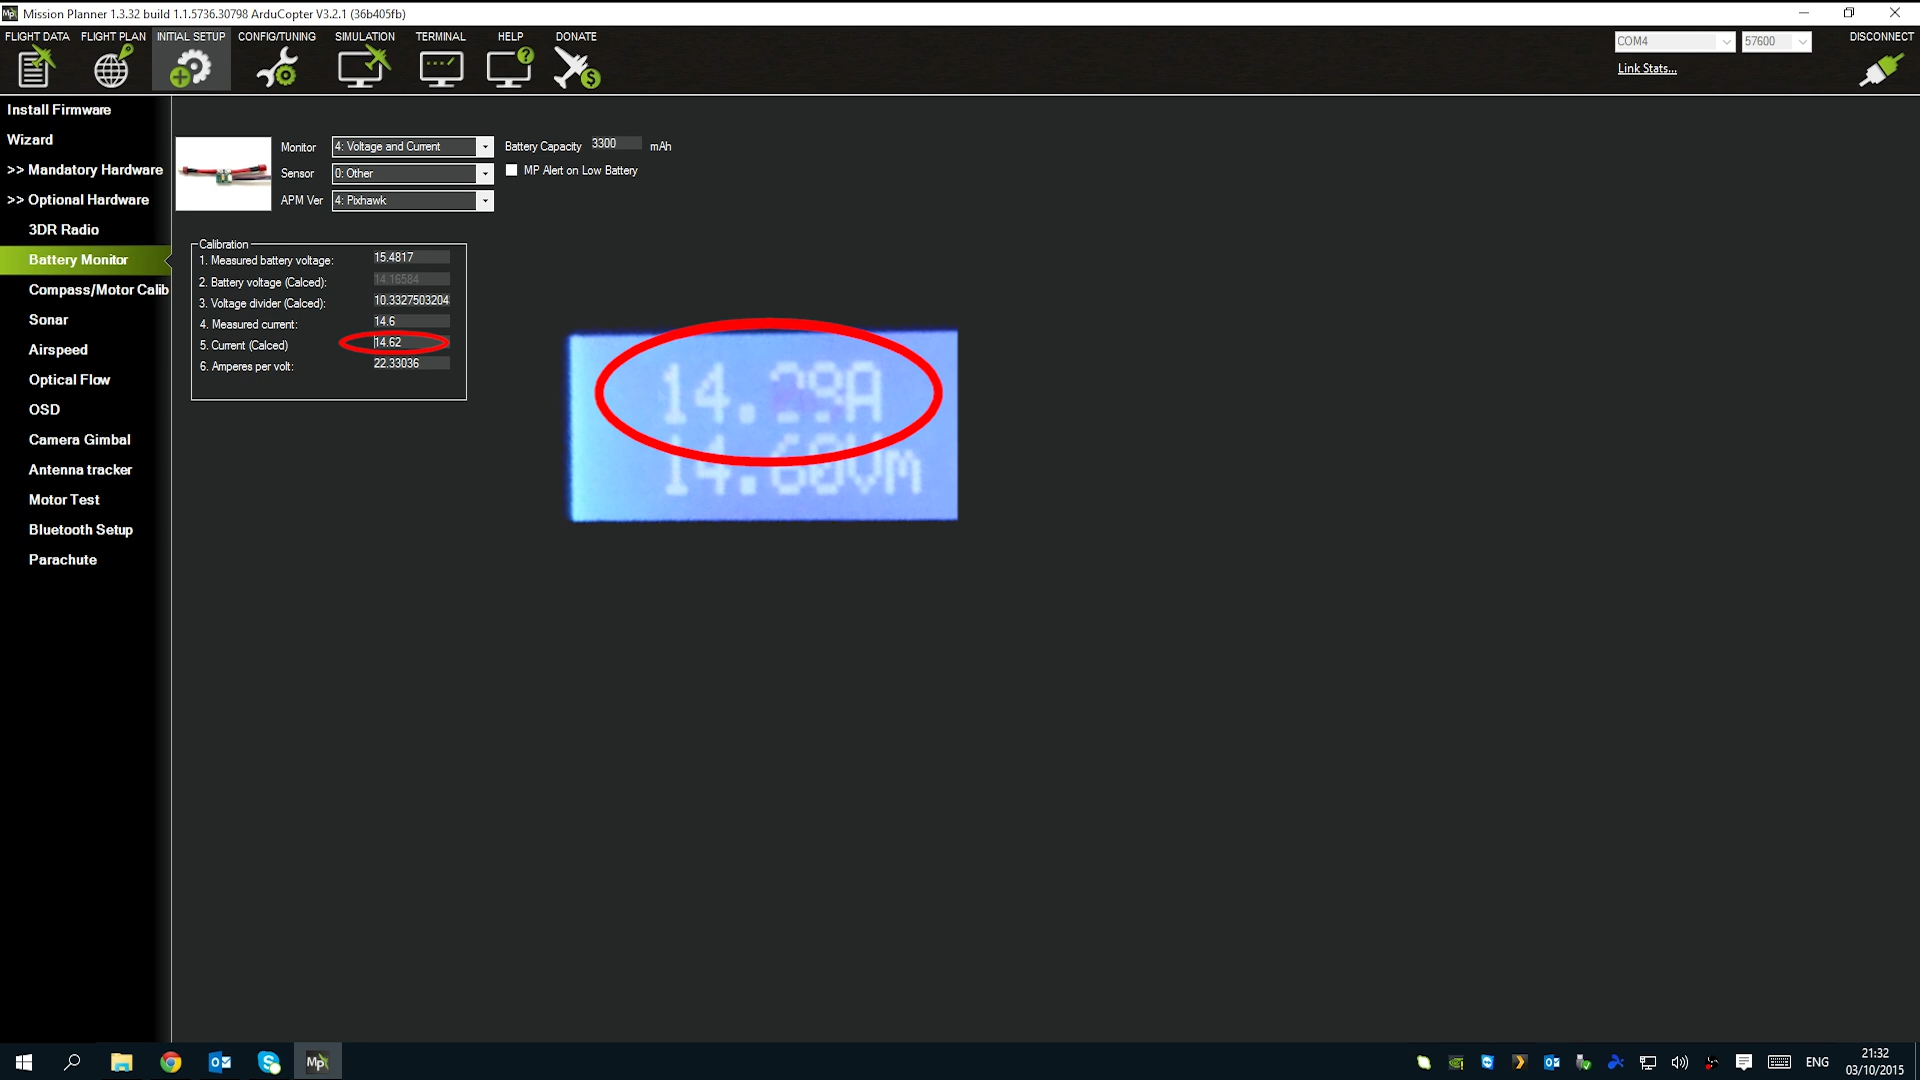 Mission Planner 1.3.32 build 1.1.5736.30798 ArduCopter V3.2.1 (36b405fb)
FLIGHT DATA FLIGHT PLAN INITIAL SETUP CONFIG/TUNING SIMULATION TERMINAL HELP DONATE
COM4 57600 DISCONNECT
Link Stats...
Install Firmware
Wizard
>> Mandatory Hardware
>> Optional Hardware
3DR Radio
Battery Monitor
Compass/Motor Calib
Sonar
Airspeed
Optical Flow
OSD
Camera Gimbal
Antenna tracker
Motor Test
Bluetooth Setup
Parachute
Monitor 4: Voltage and Current Battery Capacity 3300 mAh
Sensor 0: Other MP Alert on Low Battery
APM Ver 4: Pixhawk
Calibration
1. Measured battery voltage: 15.4817
2. Battery voltage (Calced): 14.16584
3. Voltage divider (Calced): 10.3327503204
4. Measured current: 14.6
5. Current (Calced) 14.62
6. Amperes per volt: 22.33036
14.29A
14.60Vm
ENG
21:32
03/10/2015